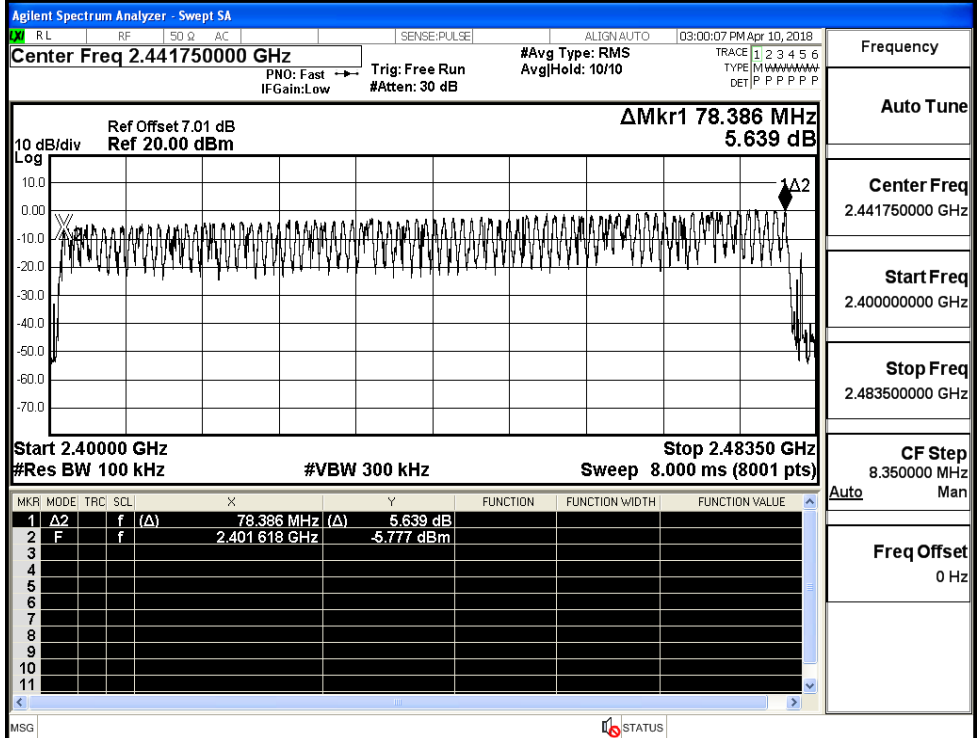 Agilent Spectrum Analyzer - Swept SA
LXI RL RF 50 Ω AC SENSE:PULSE ALIGN AUTO 03:00:07 PM Apr 10, 2018
Center Freq 2.441750000 GHz
PNO: Fast
IFGain:Low
Trig: Free Run
#Atten: 30 dB
#Avg Type: RMS
Avg|Hold: 10/10
TRACE 1 2 3 4 5 6
TYPE M W W W W W
DET P P P P P P
ΔMkr1 78.386 MHz
5.639 dB
Ref Offset 7.01 dB
10 dB/div Ref 20.00 dBm
Log
10.0
0.00
-10.0
-20.0
-30.0
-40.0
-50.0
-60.0
-70.0
1Δ2
Start 2.40000 GHz Stop 2.48350 GHz
#Res BW 100 kHz #VBW 300 kHz Sweep 8.000 ms (8001 pts)
MKR MODE TRC SCL X Y FUNCTION FUNCTION WIDTH FUNCTION VALUE
1 Δ2 f (Δ) 78.386 MHz (Δ) 5.639 dB
2 F f 2.401 618 GHz -5.777 dBm
3
4
5
6
7
8
9
10
11
MSG STATUS
Frequency
Auto Tune
Center Freq
2.441750000 GHz
Start Freq
2.400000000 GHz
Stop Freq
2.483500000 GHz
CF Step
8.350000 MHz
Auto Man
Freq Offset
0 Hz